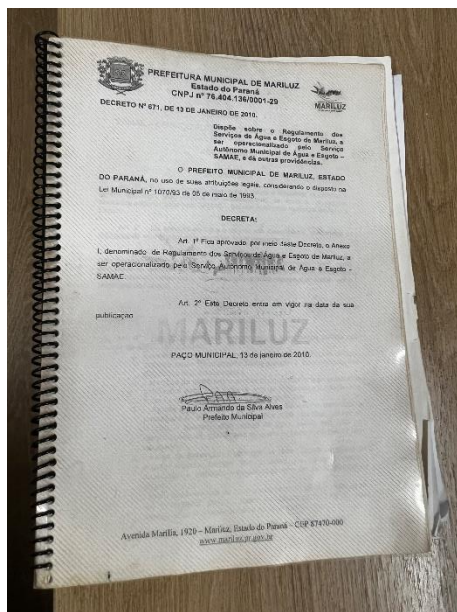 PREFEITURA MUNICIPAL DE MARILUZ
Estado do Paraná
CNPJ nº 76.404.136/0001-29
MARILUZ
DECRETO Nº 671, DE 13 DE JANEIRO DE 2010.
Dispõe sobre o Regulamento dos
Serviços de Água e Esgoto de Mariluz, a
ser operacionalizado pelo Serviço
Autônomo Municipal de Água e Esgoto -
SAMAE, e dá outras providências.
O PREFEITO MUNICIPAL DE MARILUZ, ESTADO
DO PARANÁ, no uso de suas atribuições legais, considerando o disposto na
Lei Municipal nº 1070/93 de 05 de maio de 1993
DECRETA:
Art. 1º Fica aprovado por meio deste Decreto, o Anexo
I, denominado de Regulamento dos Serviços de Água e Esgoto de Mariluz, a
ser operacionalizado pelo Serviço Autônomo Municipal de Água e Esgoto -
SAMAE.
Art. 2º Este Decreto entra em vigor na data da sua
publicação
MARILUZ
PAÇO MUNICIPAL, 13 de janeiro de 2010.
Paulo Armando da Silva Alves
Prefeito Municipal
Avenida Marília, 1920 - Mariluz, Estado do Paraná - CEP 87470-000
www.mariluz.pr.gov.br